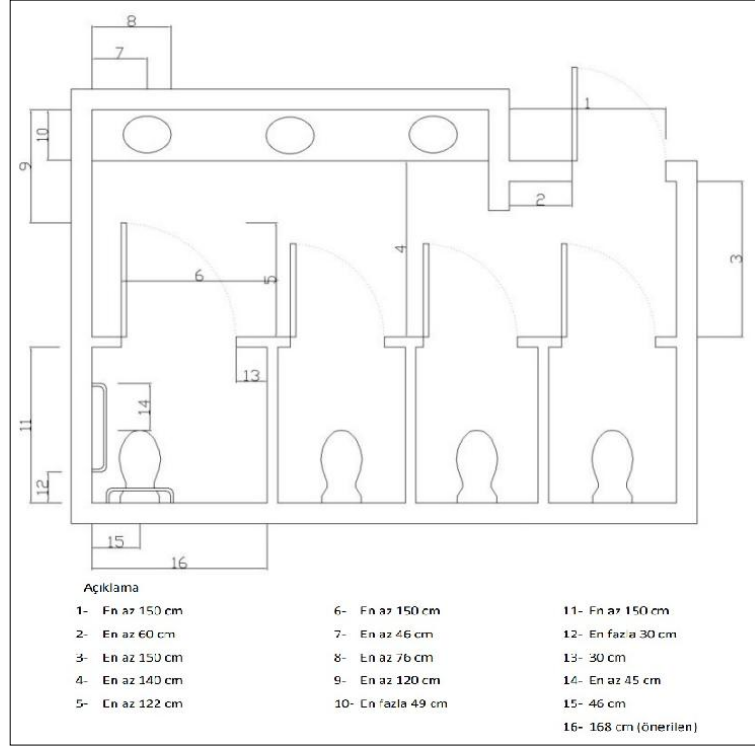 8
7
1
10
9
2
4
3
6
5
13
14
11
12
15
16
Açıklama
1- En az 150 cm
2- En az 60 cm
3- En az 150 cm
4- En az 140 cm
5- En az 122 cm
6- En az 150 cm
7- En az 46 cm
8- En az 76 cm
9- En az 120 cm
10- En fazla 49 cm
11- En az 150 cm
12- En fazla 30 cm
13- 30 cm
14- En az 45 cm
15- 46 cm
16- 168 cm (önerilen)